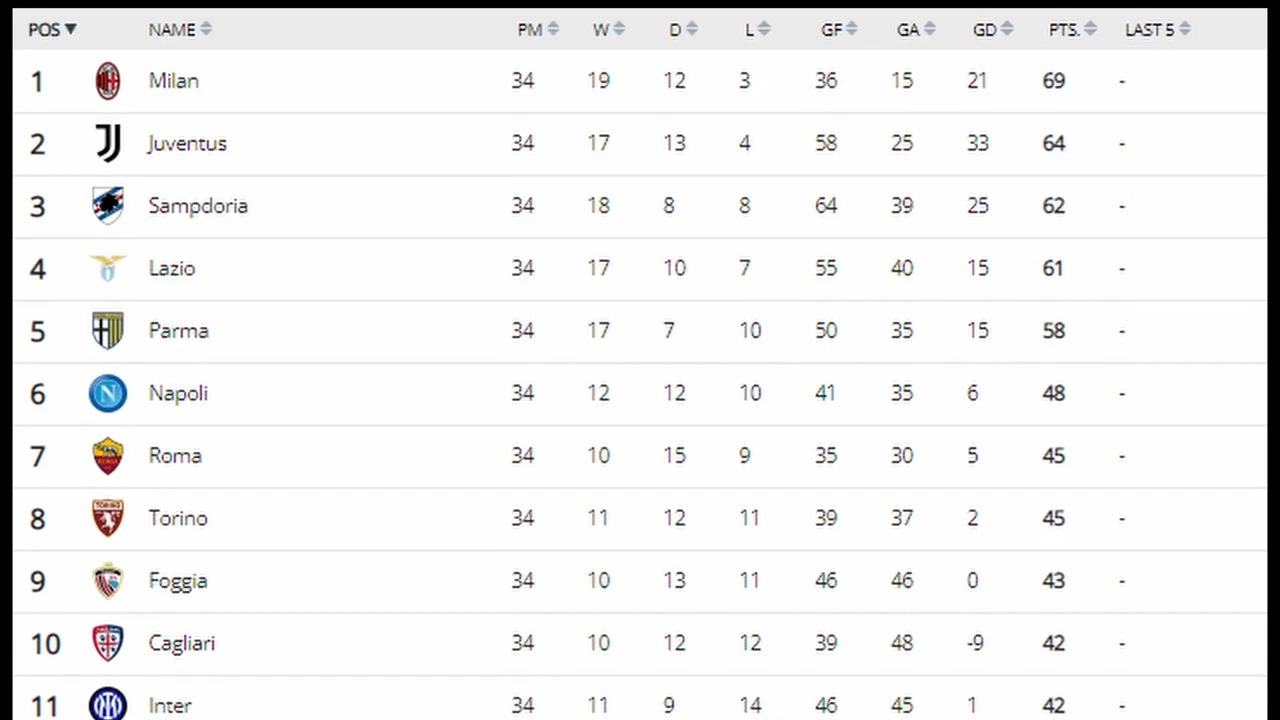 POS NAME PM W D L GF GA GD PTS. LAST 5
1 Milan 34 19 12 3 36 15 21 69 -
2 Juventus 34 17 13 4 58 25 33 64 -
3 Sampdoria 34 18 8 8 64 39 25 62 -
4 Lazio 34 17 10 7 55 40 15 61 -
5 Parma 34 17 7 10 50 35 15 58 -
6 Napoli 34 12 12 10 41 35 6 48 -
7 Roma 34 10 15 9 35 30 5 45 -
8 Torino 34 11 12 11 39 37 2 45 -
9 Foggia 34 10 13 11 46 46 0 43 -
10 Cagliari 34 10 12 12 39 48 -9 42 -
11 Inter 34 11 9 14 46 45 1 42 -